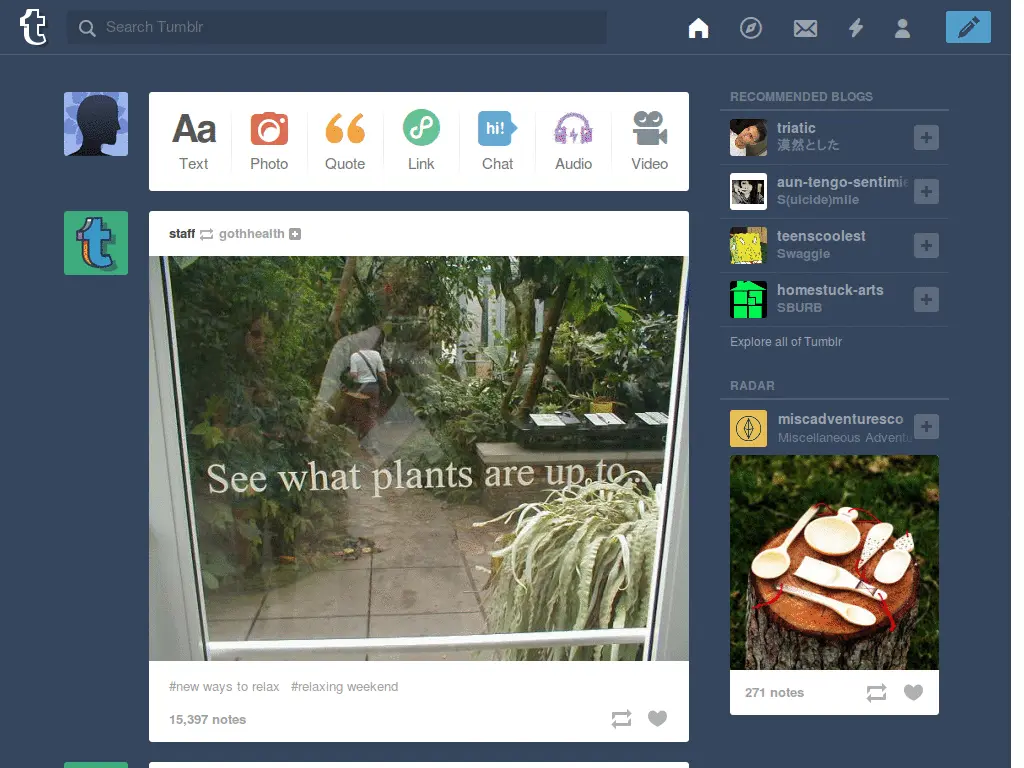 Search Tumblr
Aa
Text
Photo
Quote
Link
hi!
Chat
Audio
Video
staff gothhealth
See what plants are up to...
#new ways to relax #relaxing weekend
15,397 notes
RECOMMENDED BLOGS
triatic
漠然とした
aun-tengo-sentimie
S(uicide)mile
teenscoolest
Swaggie
homestuck-arts
SBURB
Explore all of Tumblr
RADAR
miscadventuresco
Miscellaneous Adventu
271 notes